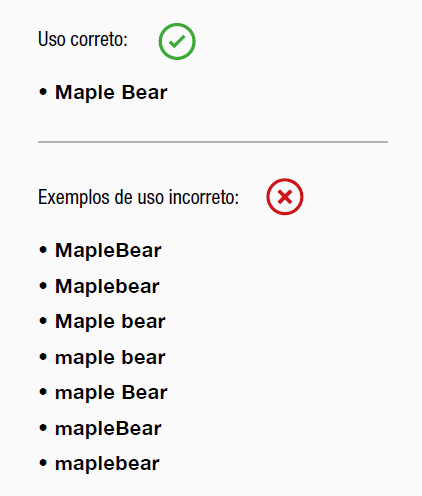 Uso correto:
• Maple Bear
Exemplos de uso incorreto:
• MapleBear
• Maplebear
• Maple bear
• maple bear
• maple Bear
• mapleBear
• maplebear